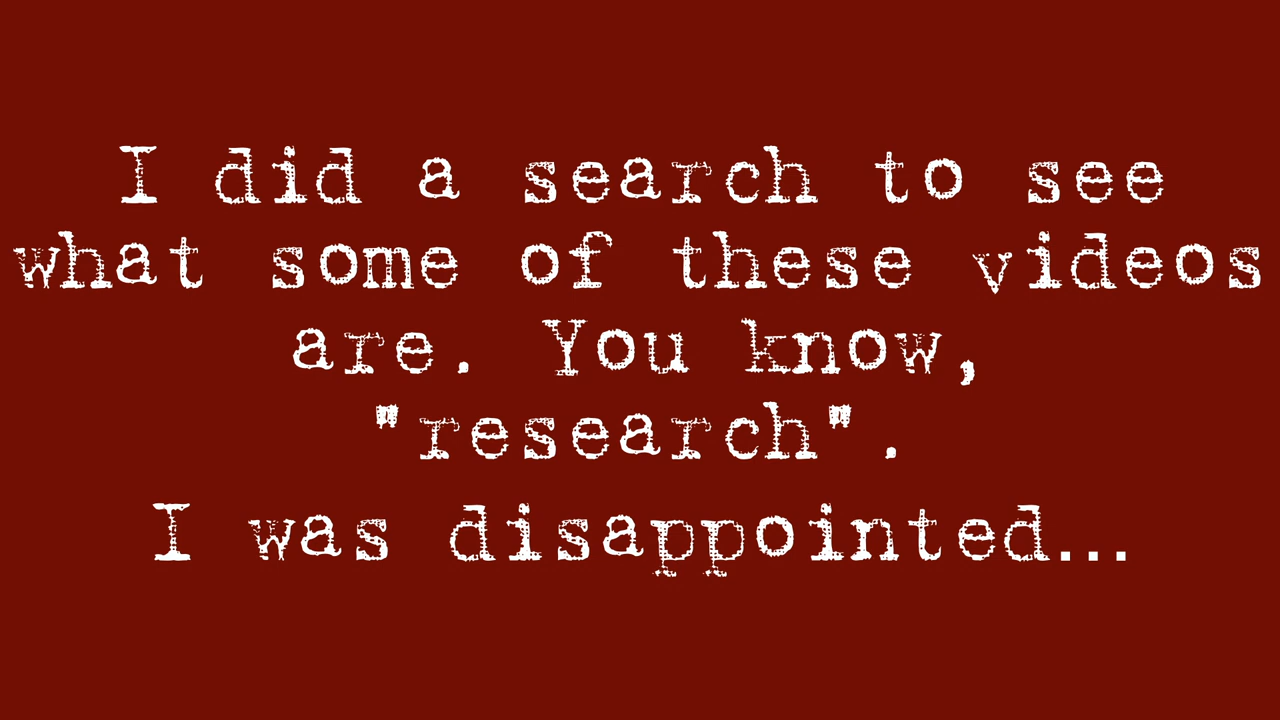 I did a search to see
what some of these videos
are. You know,
"research".
I was disappointed...